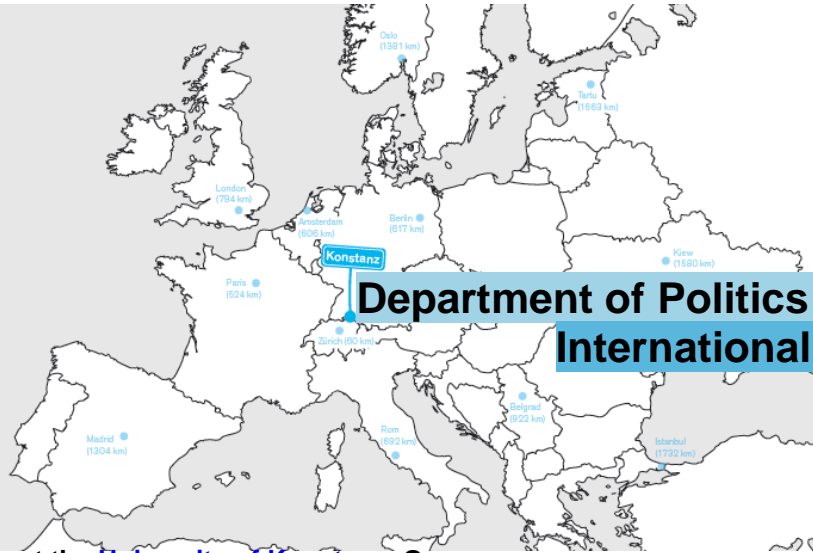 Oslo
(1381 km)
Tartu
(1663 km)
London
(794 km)
Amsterdam
(606 km)
Berlin
(617 km)
Konstanz
Kiew
(1580 km)
Paris
(524 km)
Department of Politics
International
Zürich (60 km)
Belgrad
(922 km)
Madrid
(1304 km)
Rom
(692 km)
Istanbul
(1732 km)